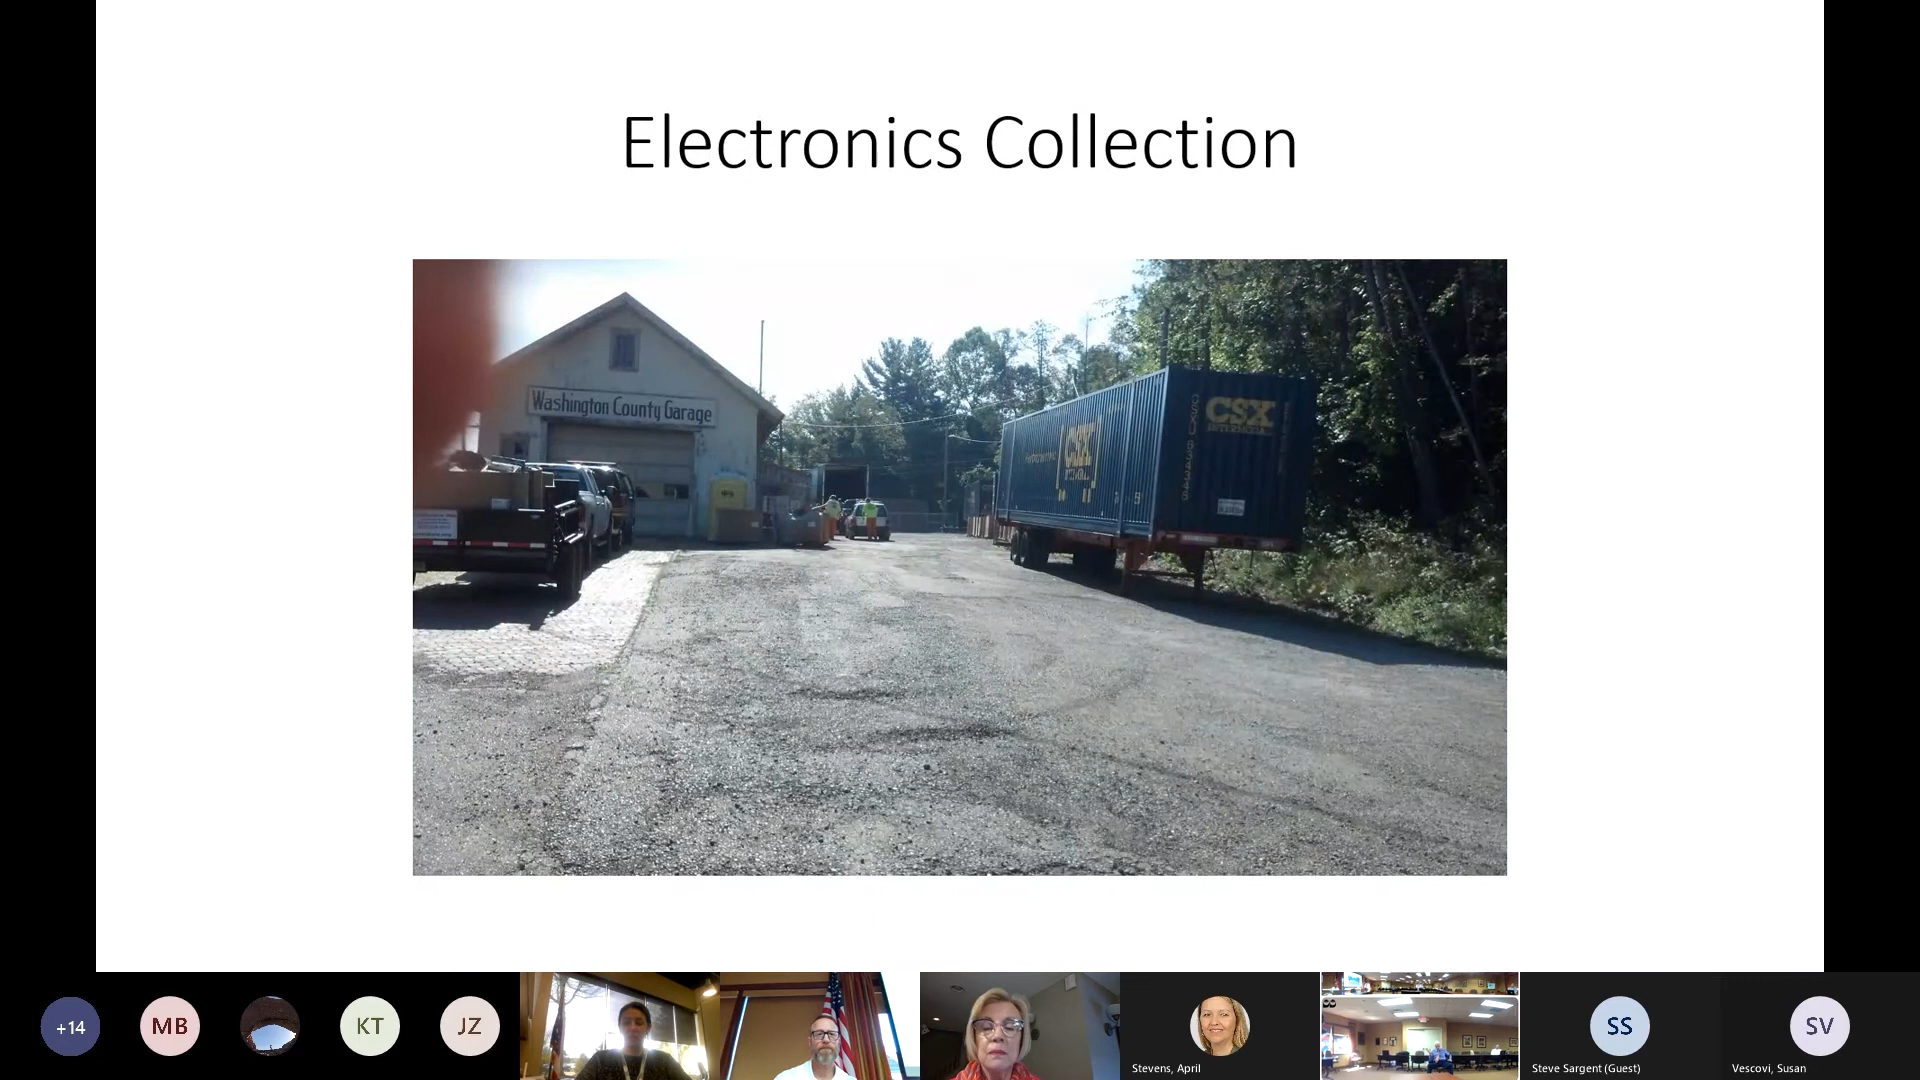 Electronics Collection
Washington County Garage
CSX
CSX
INTERMODAL
+14
MB
KT
JZ
Stevens, April
SS
Steve Sargent (Guest)
SV
Vescovi, Susan